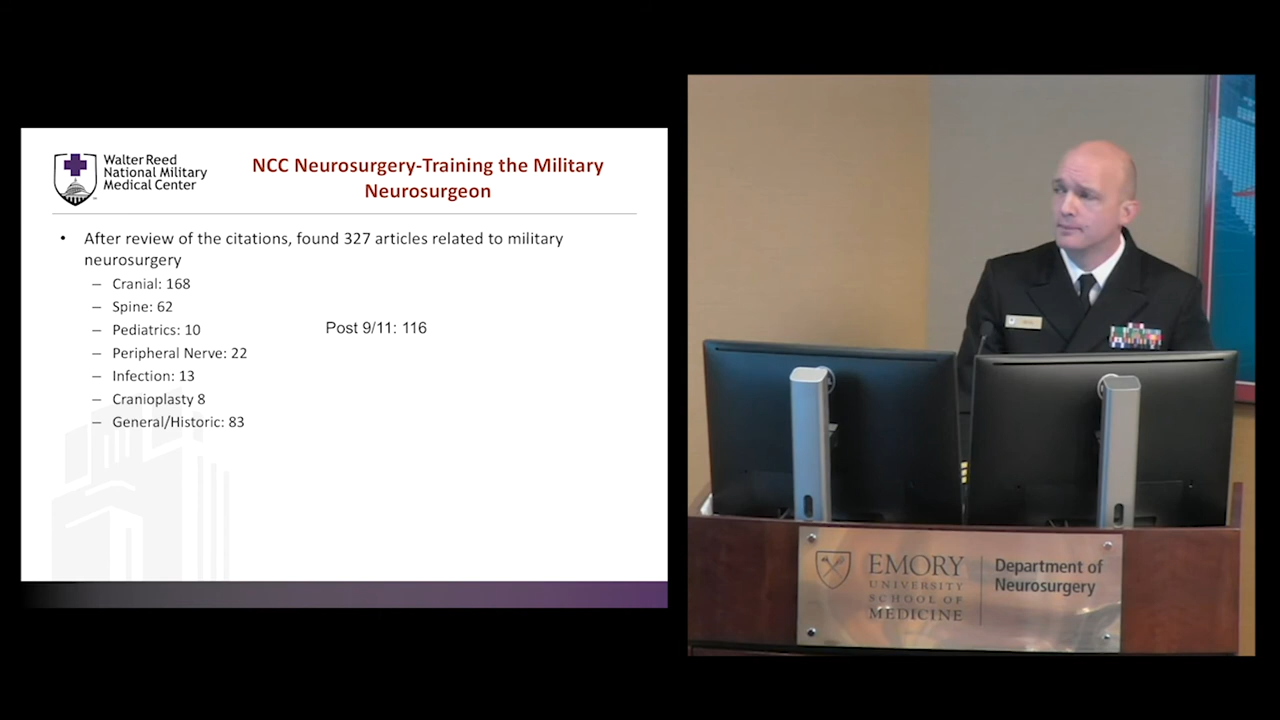 Walter Reed
National Military
Medical Center
NCC Neurosurgery-Training the Military
Neurosurgeon
• After review of the citations, found 327 articles related to military
neurosurgery
– Cranial: 168
– Spine: 62
– Pediatrics: 10
– Peripheral Nerve: 22
– Infection: 13
– Cranioplasty 8
– General/Historic: 83
Post 9/11: 116
EMORY
UNIVERSITY
SCHOOL OF
MEDICINE
Department of
Neurosurgery